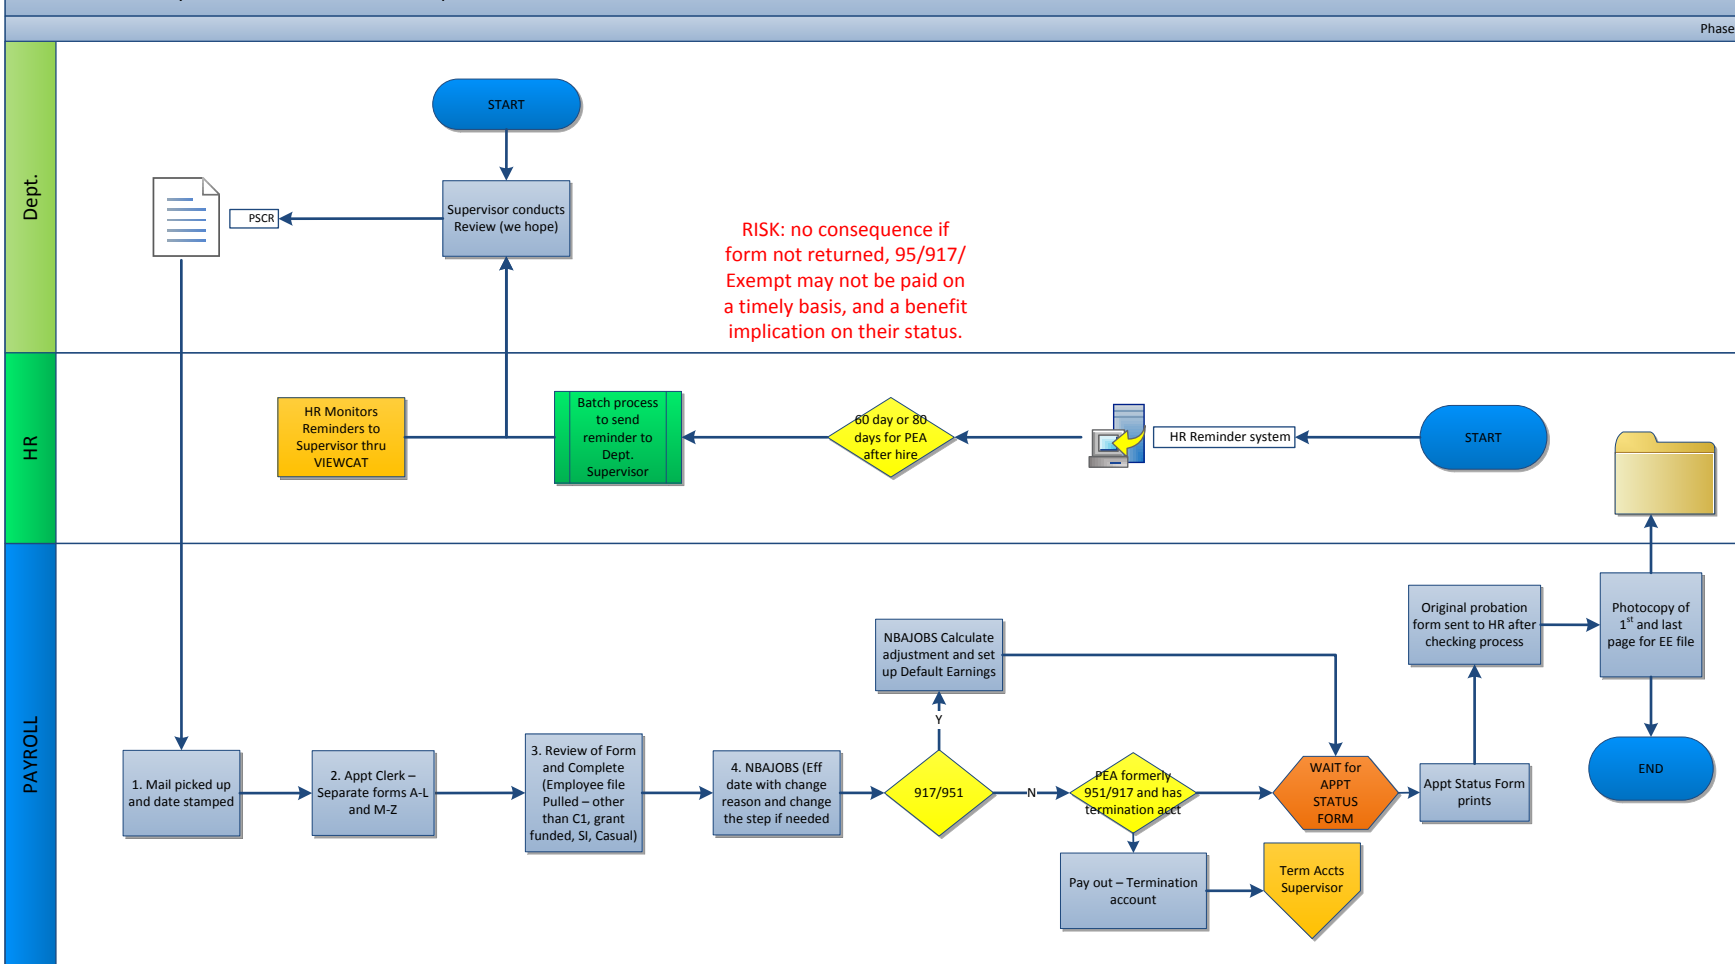 Phase
Dept.
START
Supervisor conducts
Review (we hope)
PSCR
RISK: no consequence if
form not returned, 95/917/
Exempt may not be paid on
a timely basis, and a benefit
implication on their status.
HR
HR Monitors
Reminders to
Supervisor thru
VIEWCAT
Batch process
to send
reminder to
Dept.
Supervisor
60 day or 80
days for PEA
after hire
HR Reminder system
START
PAYROLL
1. Mail picked up
and date stamped
2. Appt Clerk –
Separate forms A-L
and M-Z
3. Review of Form
and Complete
(Employee file
Pulled – other
than C1, grant
funded, SI, Casual)
4. NBAJOBS (Eff
date with change
reason and change
the step if needed
NBAJOBS Calculate
adjustment and set
up Default Earnings
Y
917/951
N
PEA formerly
951/917 and has
termination acct
Pay out – Termination
account
Term Accts
Supervisor
WAIT for
APPT
STATUS
FORM
Appt Status Form
prints
Original probation
form sent to HR after
checking process
Photocopy of
1st and last
page for EE file
END